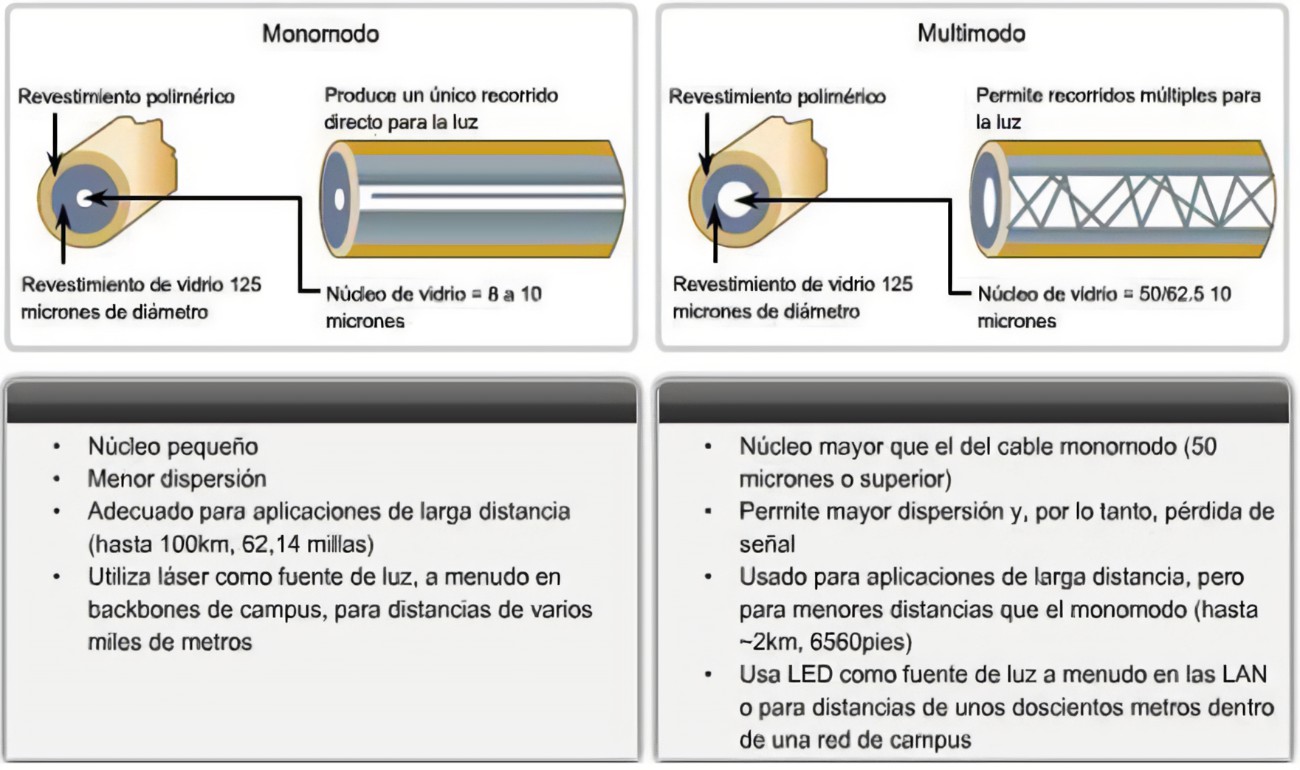 Monomodo
Revestimiento polimérico
Produce un único recorrido
directo para la luz
Revestimiento de vidrio 125
micrones de diámetro
Núcleo de vidrio = 8 a 10
micrones
Multimodo
Revestimiento polimérico
Permite recorridos múltiples para
la luz
Revestimiento de vidrio 125
micrones de diámetro
Núcleo de vidrio = 50/62,5 10
micrones
• Núcleo pequeño
• Menor dispersión
• Adecuado para aplicaciones de larga distancia
(hasta 100km, 62,14 millas)
• Utiliza láser como fuente de luz, a menudo en
backbones de campus, para distancias de varios
miles de metros
• Núcleo mayor que el del cable monomodo (50
micrones o superior)
• Permite mayor dispersión y, por lo tanto, pérdida de
señal
• Usado para aplicaciones de larga distancia, pero
para menores distancias que el monomodo (hasta
~2km, 6560pies)
• Usa LED como fuente de luz a menudo en las LAN
o para distancias de unos doscientos metros dentro
de una red de campus